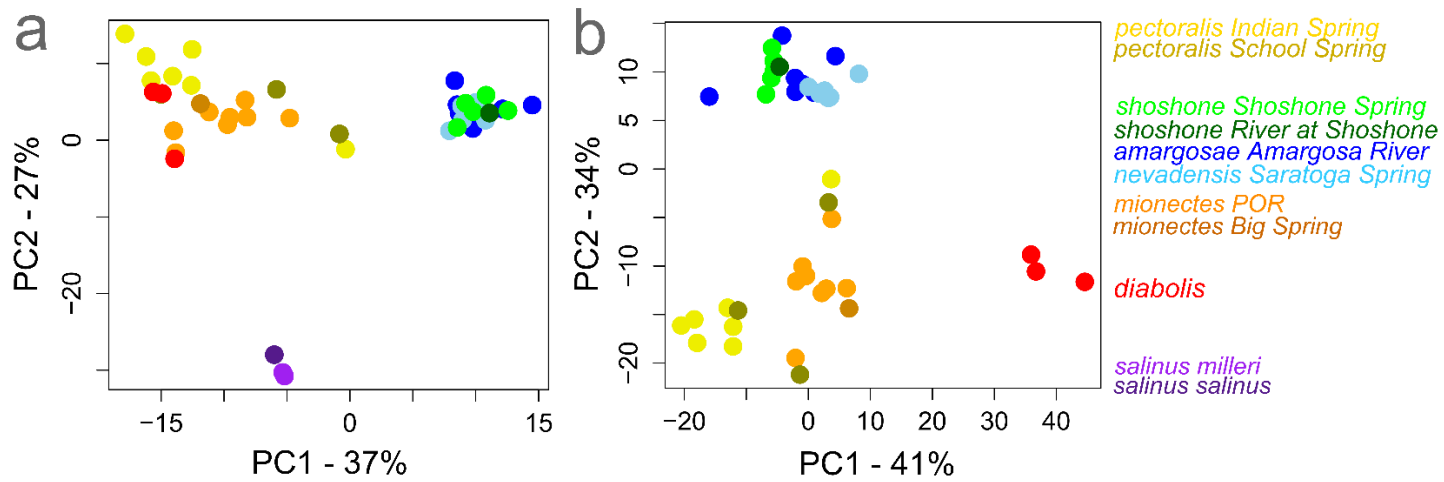 a
PC2 - 27%
0
−20
−15
0
15
PC1 - 37%
b
PC2 - 34%
10
5
0
−10
−20
−20
−10
0
10
20
30
40
PC1 - 41%
pectoralis Indian Spring
pectoralis School Spring
shoshone Shoshone Spring
shoshone River at Shoshone
amargosae Amargosa River
nevadensis Saratoga Spring
mionectes POR
mionectes Big Spring
diabolis
salinus milleri
salinus salinus